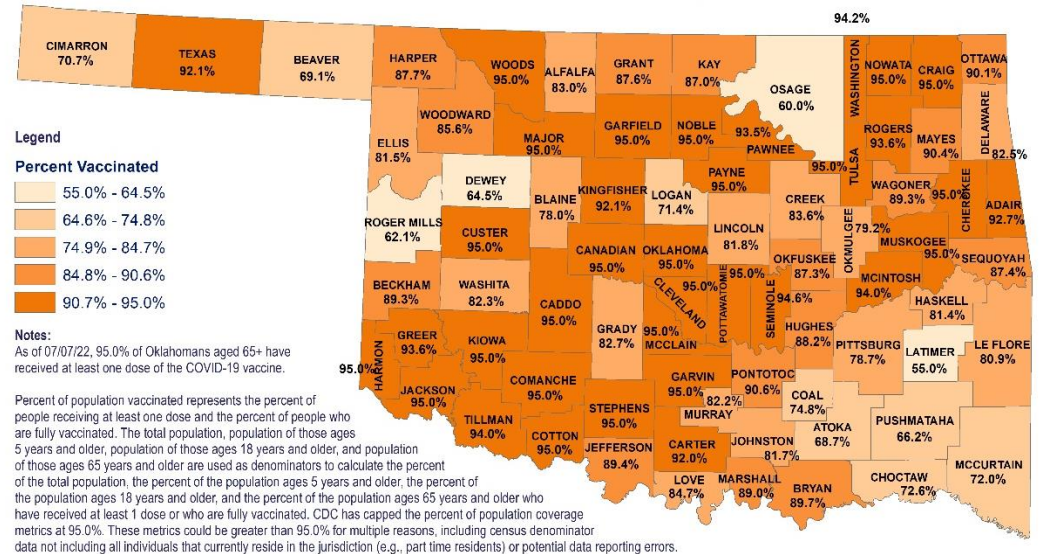 94.2%
CIMARRON
70.7%
TEXAS
92.1%
BEAVER
69.1%
HARPER
87.7%
WOODS
95.0%
ALFALFA
83.0%
GRANT
87.6%
KAY
87.0%
OSAGE
60.0%
WASHINGTON
NOWATA
95.0%
CRAIG
95.0%
OTTAWA
90.1%
WOODWARD
85.6%
ELLIS
81.5%
MAJOR
95.0%
GARFIELD
95.0%
NOBLE
95.0%
93.5%
PAWNEE
95.0%
TULSA
ROGERS
93.6%
MAYES
90.4%
DELAWARE
82.5%
Legend
Percent Vaccinated
55.0% - 64.5%
64.6% - 74.8%
74.9% - 84.7%
84.8% - 90.6%
90.7% - 95.0%
DEWEY
64.5%
ROGER MILLS
62.1%
CUSTER
95.0%
BLAINE
78.0%
KINGFISHER
92.1%
LOGAN
71.4%
PAYNE
95.0%
LINCOLN
81.8%
CREEK
83.6%
OKMULGEE
79.2%
WAGONER
89.3%
95.0%
CHEROKEE
ADAIR
92.7%
MUSKOGEE
95.0%
SEQUOYAH
87.4%
CANADIAN
95.0%
OKLAHOMA
95.0%
OKFUSKEE
87.3%
MCINTOSH
94.0%
BECKHAM
89.3%
WASHITA
82.3%
CADDO
95.0%
GRADY
82.7%
95.0%
CLEVELAND
95.0%
POTTAWATOMIE
SEMINOLE
94.6%
HUGHES
88.2%
PITTSBURG
78.7%
HASKELL
81.4%
LATIMER
55.0%
LE FLORE
80.9%
95.0%
MCCLAIN
GREER
93.6%
KIOWA
95.0%
95.0%
HARMON
JACKSON
95.0%
TILLMAN
94.0%
COMANCHE
95.0%
COTTON
95.0%
STEPHENS
95.0%
JEFFERSON
89.4%
GARVIN
95.0%
82.2%
MURRAY
PONTOTOC
90.6%
COAL
74.8%
ATOKA
68.7%
PUSHMATAHA
66.2%
CARTER
92.0%
JOHNSTON
81.7%
LOVE
84.7%
MARSHALL
89.0%
BRYAN
89.7%
CHOCTAW
72.6%
MCCURTAIN
72.0%
Notes:
As of 07/07/22, 95.0% of Oklahomans aged 65+ have
received at least one dose of the COVID-19 vaccine.
Percent of population vaccinated represents the percent of
people receiving at least one dose and the percent of people who
are fully vaccinated. The total population, population of those ages
5 years and older, population of those ages 18 years and older, and population
of those ages 65 years and older are used as denominators to calculate the percent
of the total population, the percent of the population ages 5 years and older, the percent of
the population ages 18 years and older, and the percent of the population ages 65 years and older who
have received at least 1 dose or who are fully vaccinated. CDC has capped the percent of population coverage
metrics at 95.0%. These metrics could be greater than 95.0% for multiple reasons, including census denominator
data not including all individuals that currently reside in the jurisdiction (e.g., part time residents) or potential data reporting errors.